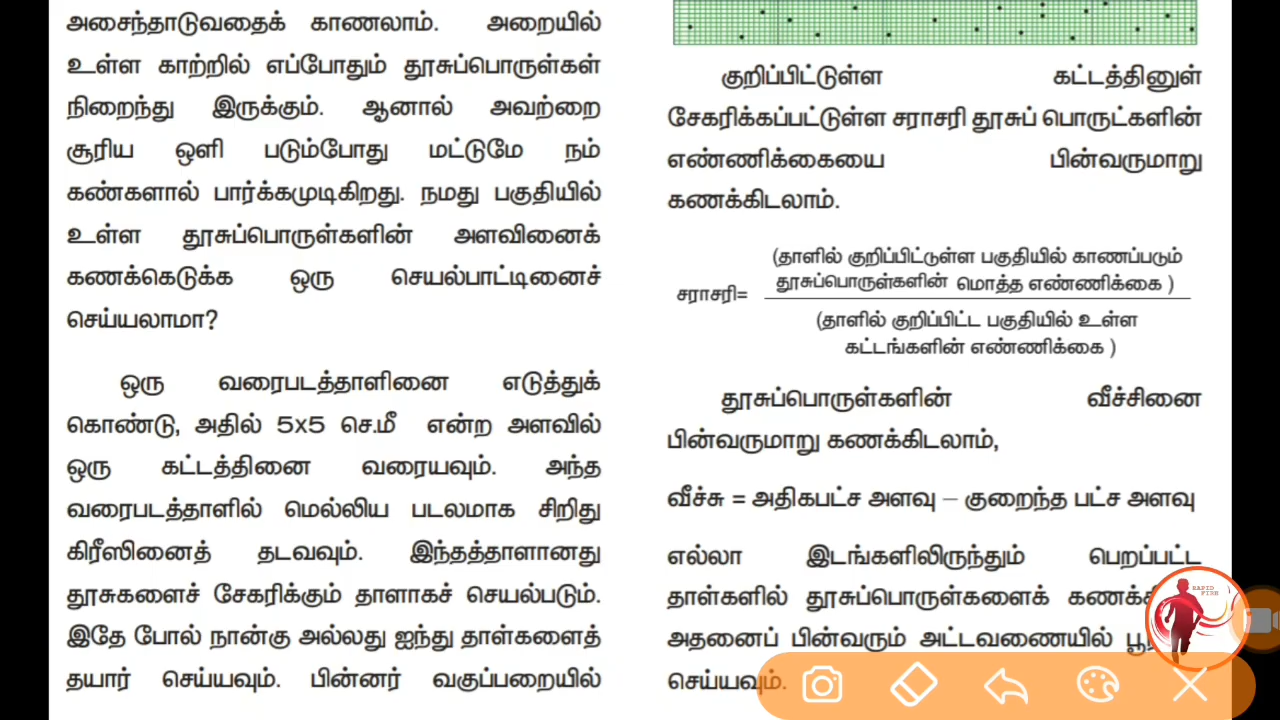 அசைந்தாடுவதைக் காணலாம். அறையில்
உள்ள காற்றில் எப்போதும் தூசுப்பொருள்கள்
நிறைந்து இருக்கும். ஆனால் அவற்றை
சூரிய ஒளி படும்போது மட்டுமே நம்
கண்களால் பார்க்கமுடிகிறது. நமது பகுதியில்
உள்ள தூசுப்பொருள்களின் அளவினைக்
கணக்கெடுக்க ஒரு செயல்பாட்டினைச்
செய்யலாமா?
ஒரு வரைபடத்தாளினை எடுத்துக்
கொண்டு, அதில் 5x5 செ.மீ என்ற அளவில்
ஒரு கட்டத்தினை வரையவும். அந்த
வரைபடத்தாளில் மெல்லிய படலமாக சிறிது
கிரீஸினைத் தடவவும். இந்தத்தாளானது
தூசுகளைச் சேகரிக்கும் தாளாகச் செயல்படும்.
இதே போல் நான்கு அல்லது ஐந்து தாள்களைத்
தயார் செய்யவும். பின்னர் வகுப்பறையில்
குறிப்பிட்டுள்ள கட்டத்தினுள்
சேகரிக்கப்பட்டுள்ள சராசரி தூசுப் பொருட்களின்
எண்ணிக்கையை பின்வருமாறு
கணக்கிடலாம்.
(தாளில் குறிப்பிட்டுள்ள பகுதியில் காணப்படும்
தூசுப்பொருள்களின் மொத்த எண்ணிக்கை )
சராசரி=
(தாளில் குறிப்பிட்ட பகுதியில் உள்ள
கட்டங்களின் எண்ணிக்கை )
தூசுப்பொருள்களின் வீச்சினை
பின்வருமாறு கணக்கிடலாம்,
வீச்சு = அதிகபட்ச அளவு – குறைந்த பட்ச அளவு
எல்லா இடங்களிலிருந்தும் பெறப்பட்ட
தாள்களில் தூசுப்பொருள்களைக்
அதனைப் பின்வரும் அட்டவணையில்
செய்யவும்.
RAPID
FIRE